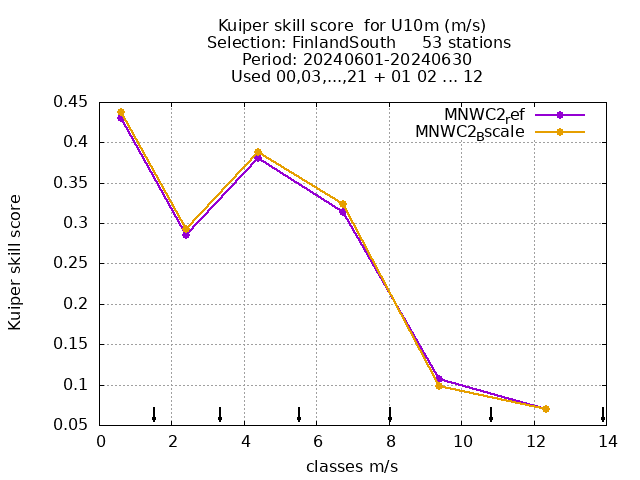 Kuiper skill score  for U10m (m/s)
Selection: FinlandSouth     53 stations
Period: 20240601-20240630
Used 00,03,...,21 + 01 02 ... 12
MNWC2ref
MNWC2Bscale
Kuiper skill score
0.45
0.4
0.35
0.3
0.25
0.2
0.15
0.1
0.05
0 2 4 6 8 10 12 14
classes m/s